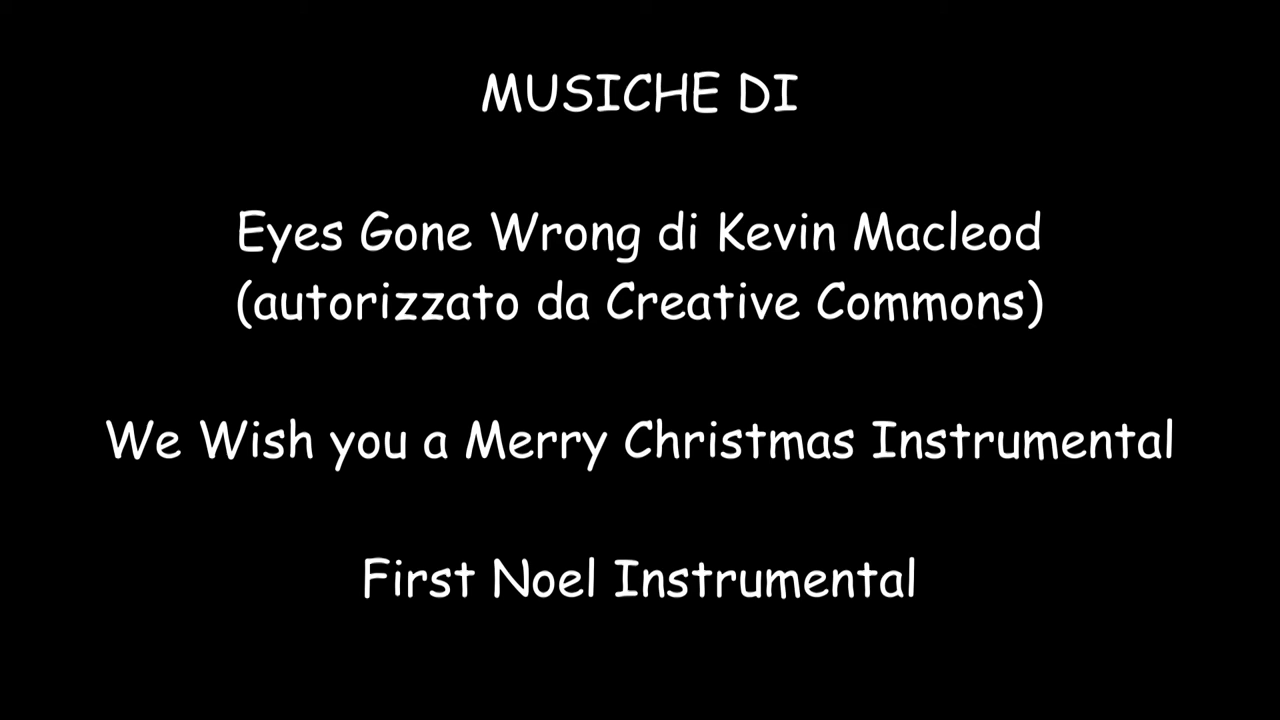 MUSICHE DI
Eyes Gone Wrong di Kevin Macleod
(autorizzato da Creative Commons)
We Wish you a Merry Christmas Instrumental
First Noel Instrumental